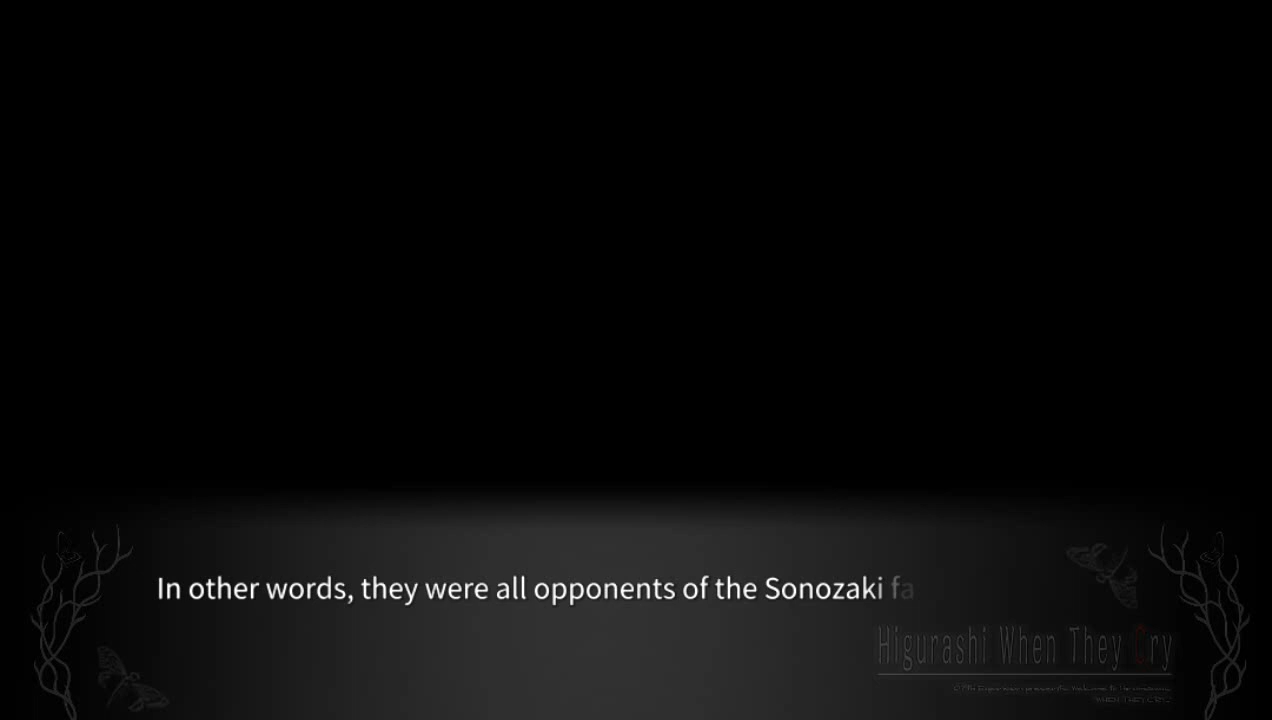 In other words, they were all opponents of the Sonozaki fa
Higurashi When They Cry